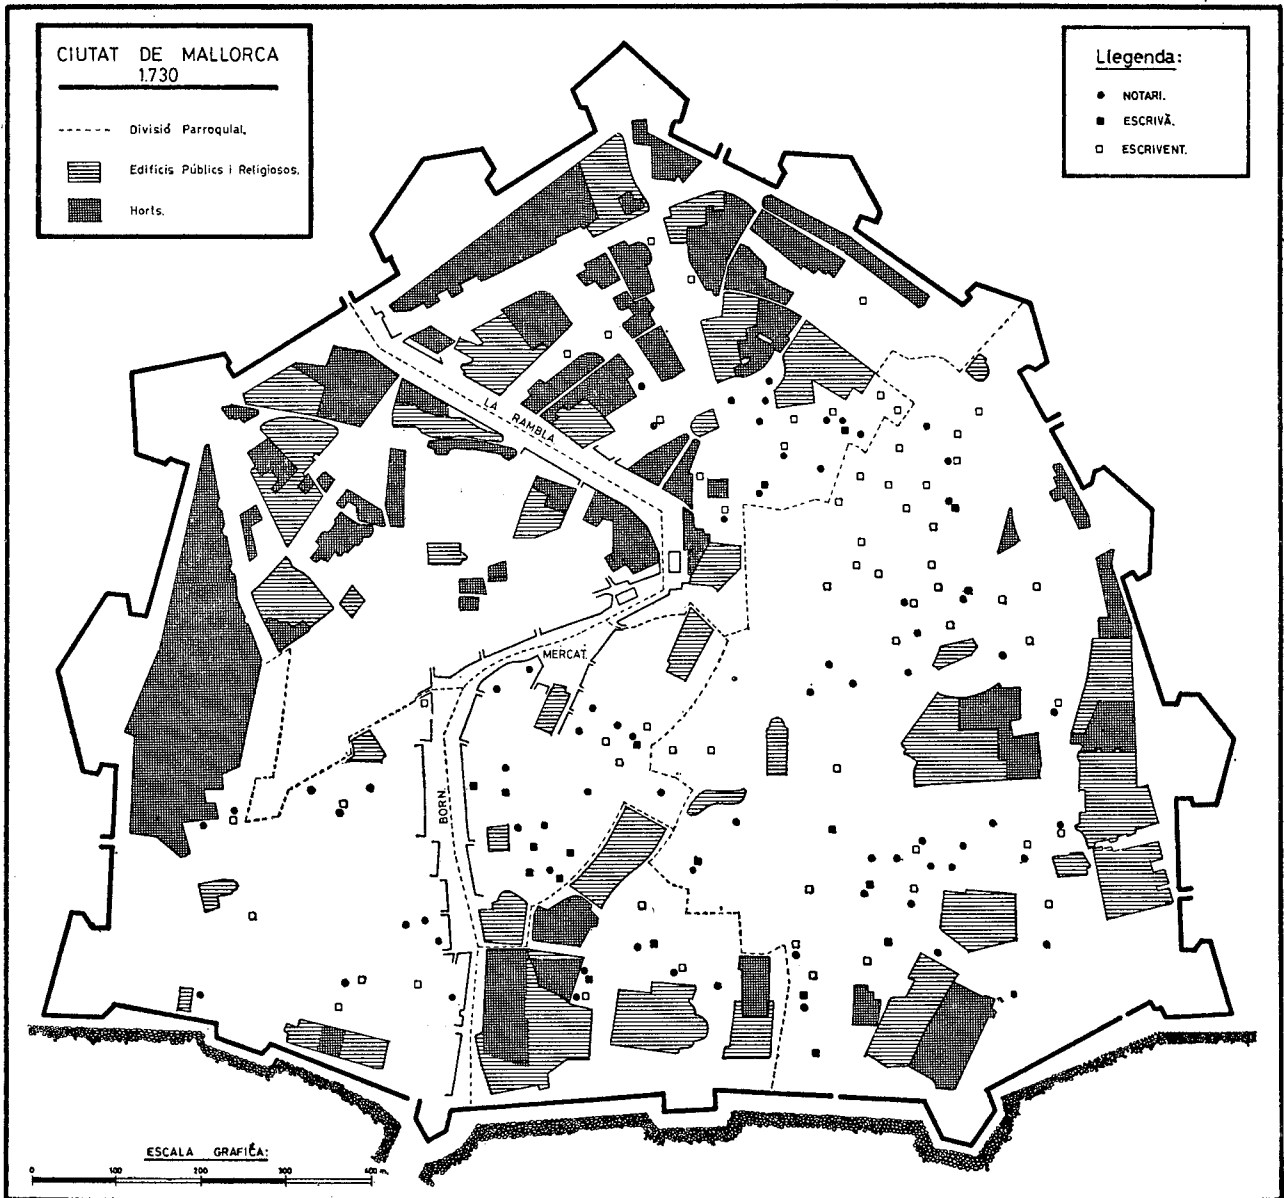 CIUTAT DE MALLORCA
1.730
Divisió Parroquial.
Edificis Públics i Religiosos.
Horts.
Llegenda:
NOTARI.
ESCRIVÀ.
ESCRIVENT.
LA RAMBLA
MERCAT.
BORN.
ESCALA GRAFICA:
0 100 200 300 400